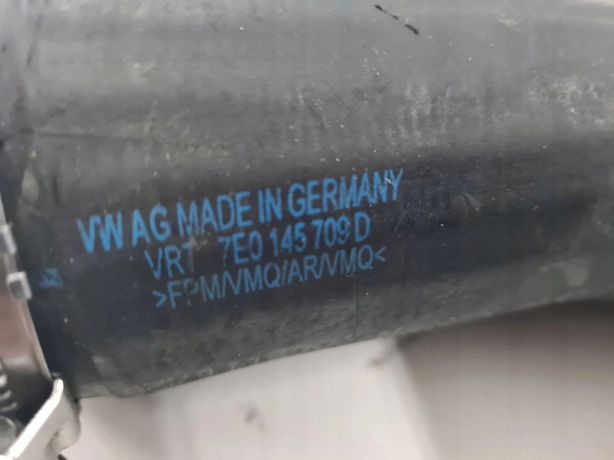 VW AG MADE IN GERMANY
VRT 7E0 145 709 D
>FPM/VMQ/AR/VMQ<